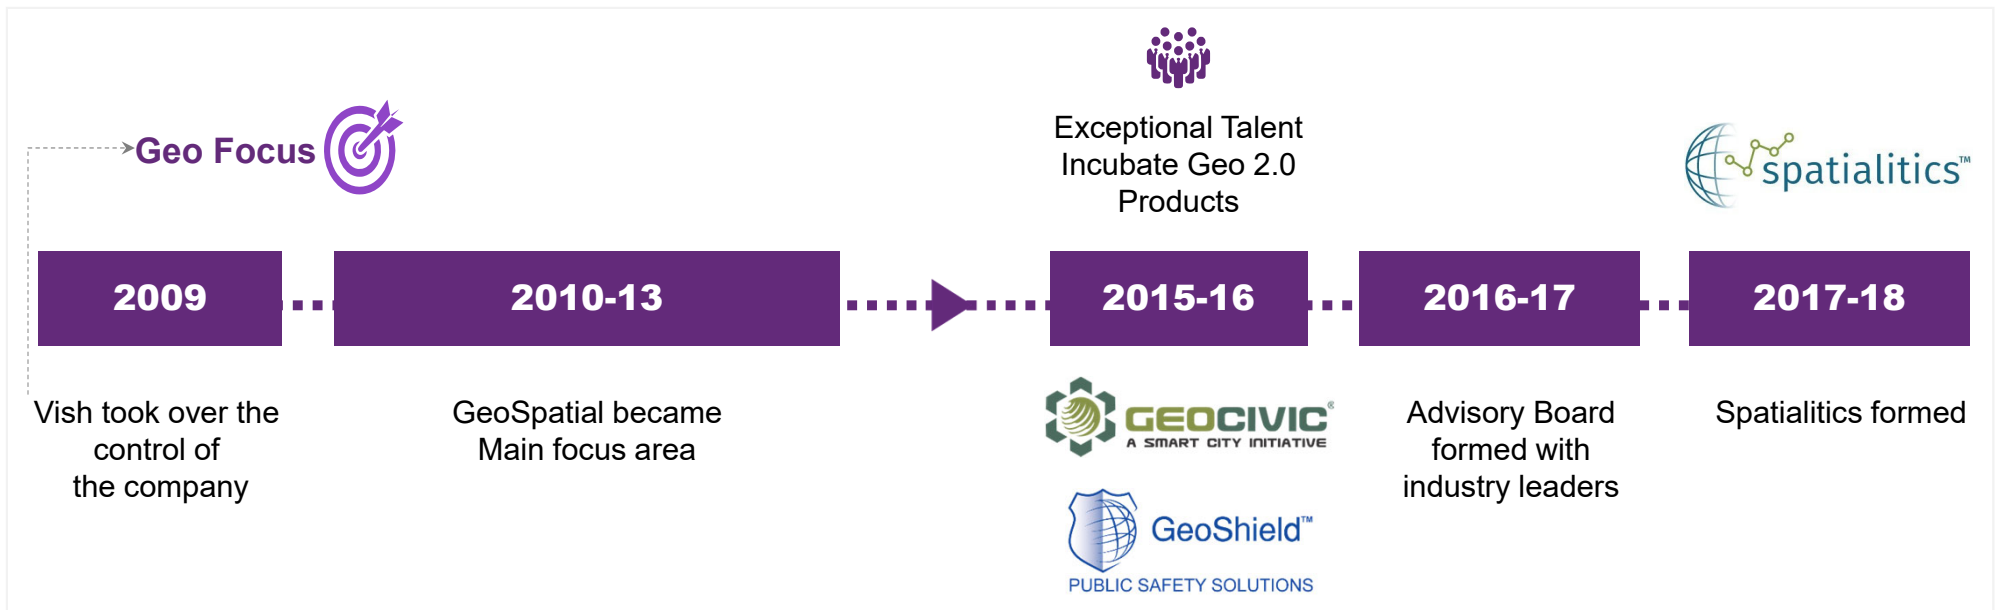 Geo Focus
Exceptional Talent
Incubate Geo 2.0
Products
spatialitics™
2009
2010-13
2015-16
2016-17
2017-18
Vish took over the
control of
the company
GeoSpatial became
Main focus area
GEOCIVIC®
A SMART CITY INITIATIVE
GeoShield™
PUBLIC SAFETY SOLUTIONS
Advisory Board
formed with
industry leaders
Spatialitics formed